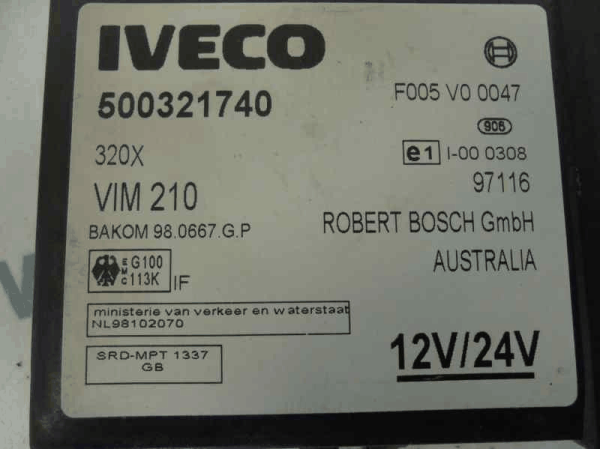 IVECO
500321740
F005 V0 0047
906
320X
e1 I-00 0308
97116
VIM 210
BAKOM 98.0667.G.P
ROBERT BOSCH GmbH
AUSTRALIA
EMC G100
113K
IF
ministerie van verkeer en waterstaat
NL98102070
SRD-MPT 1337
GB
12V/24V